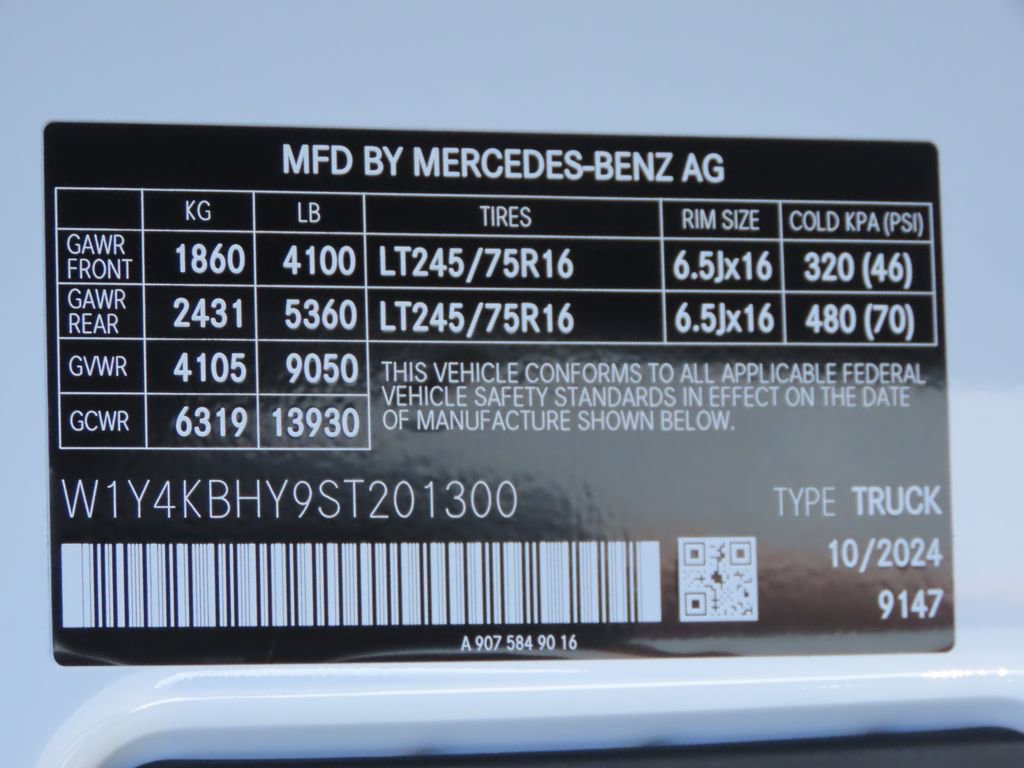 MFD BY MERCEDES-BENZ AG
KG LB TIRES RIM SIZE COLD KPA (PSI)
GAWR FRONT 1860 4100 LT245/75R16 6.5Jx16 320 (46)
GAWR REAR 2431 5360 LT245/75R16 6.5Jx16 480 (70)
GVWR 4105 9050
GCWR 6319 13930
THIS VEHICLE CONFORMS TO ALL APPLICABLE FEDERAL
VEHICLE SAFETY STANDARDS IN EFFECT ON THE DATE
OF MANUFACTURE SHOWN BELOW.
W1Y4KBHY9ST201300
TYPE TRUCK
10/2024
9147
A 907 584 90 16